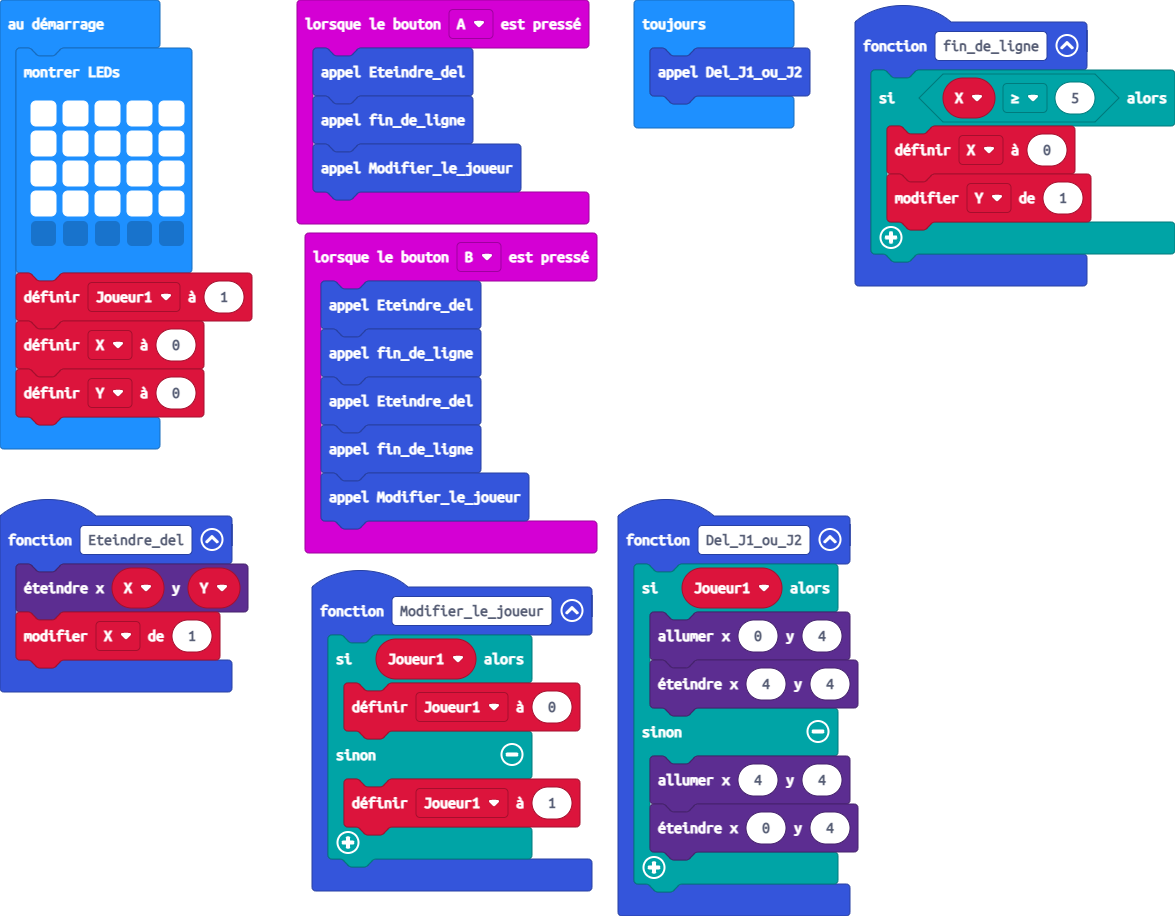 au démarrage
montrer LEDs
définir Joueur1 à 1
définir X à 0
définir Y à 0
lorsque le bouton A est pressé
appel Eteindre_del
appel fin_de_ligne
appel Modifier_le_joueur
lorsque le bouton B est pressé
appel Eteindre_del
appel fin_de_ligne
appel Eteindre_del
appel fin_de_ligne
appel Modifier_le_joueur
toujours
appel Del_J1_ou_J2
fonction fin_de_ligne
si X ≥ 5 alors
définir X à 0
modifier Y de 1
fonction Eteindre_del
éteindre x X y Y
modifier X de 1
fonction Modifier_le_joueur
si Joueur1 alors
définir Joueur1 à 0
sinon
définir Joueur1 à 1
fonction Del_J1_ou_J2
si Joueur1 alors
allumer x 0 y 4
éteindre x 4 y 4
sinon
allumer x 4 y 4
éteindre x 0 y 4